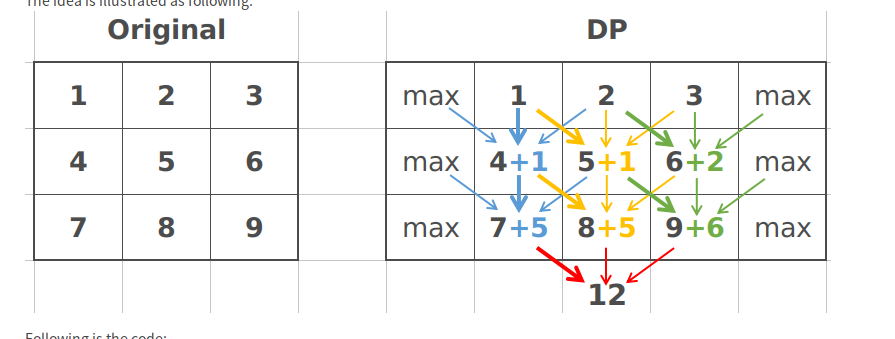 The idea is illustrated as following:
Original DP
1 2 3 max 1 2 3 max
4 5 6 max 4+1 5+1 6+2 max
7 8 9 max 7+5 8+5 9+6 max
12
Following is the code: